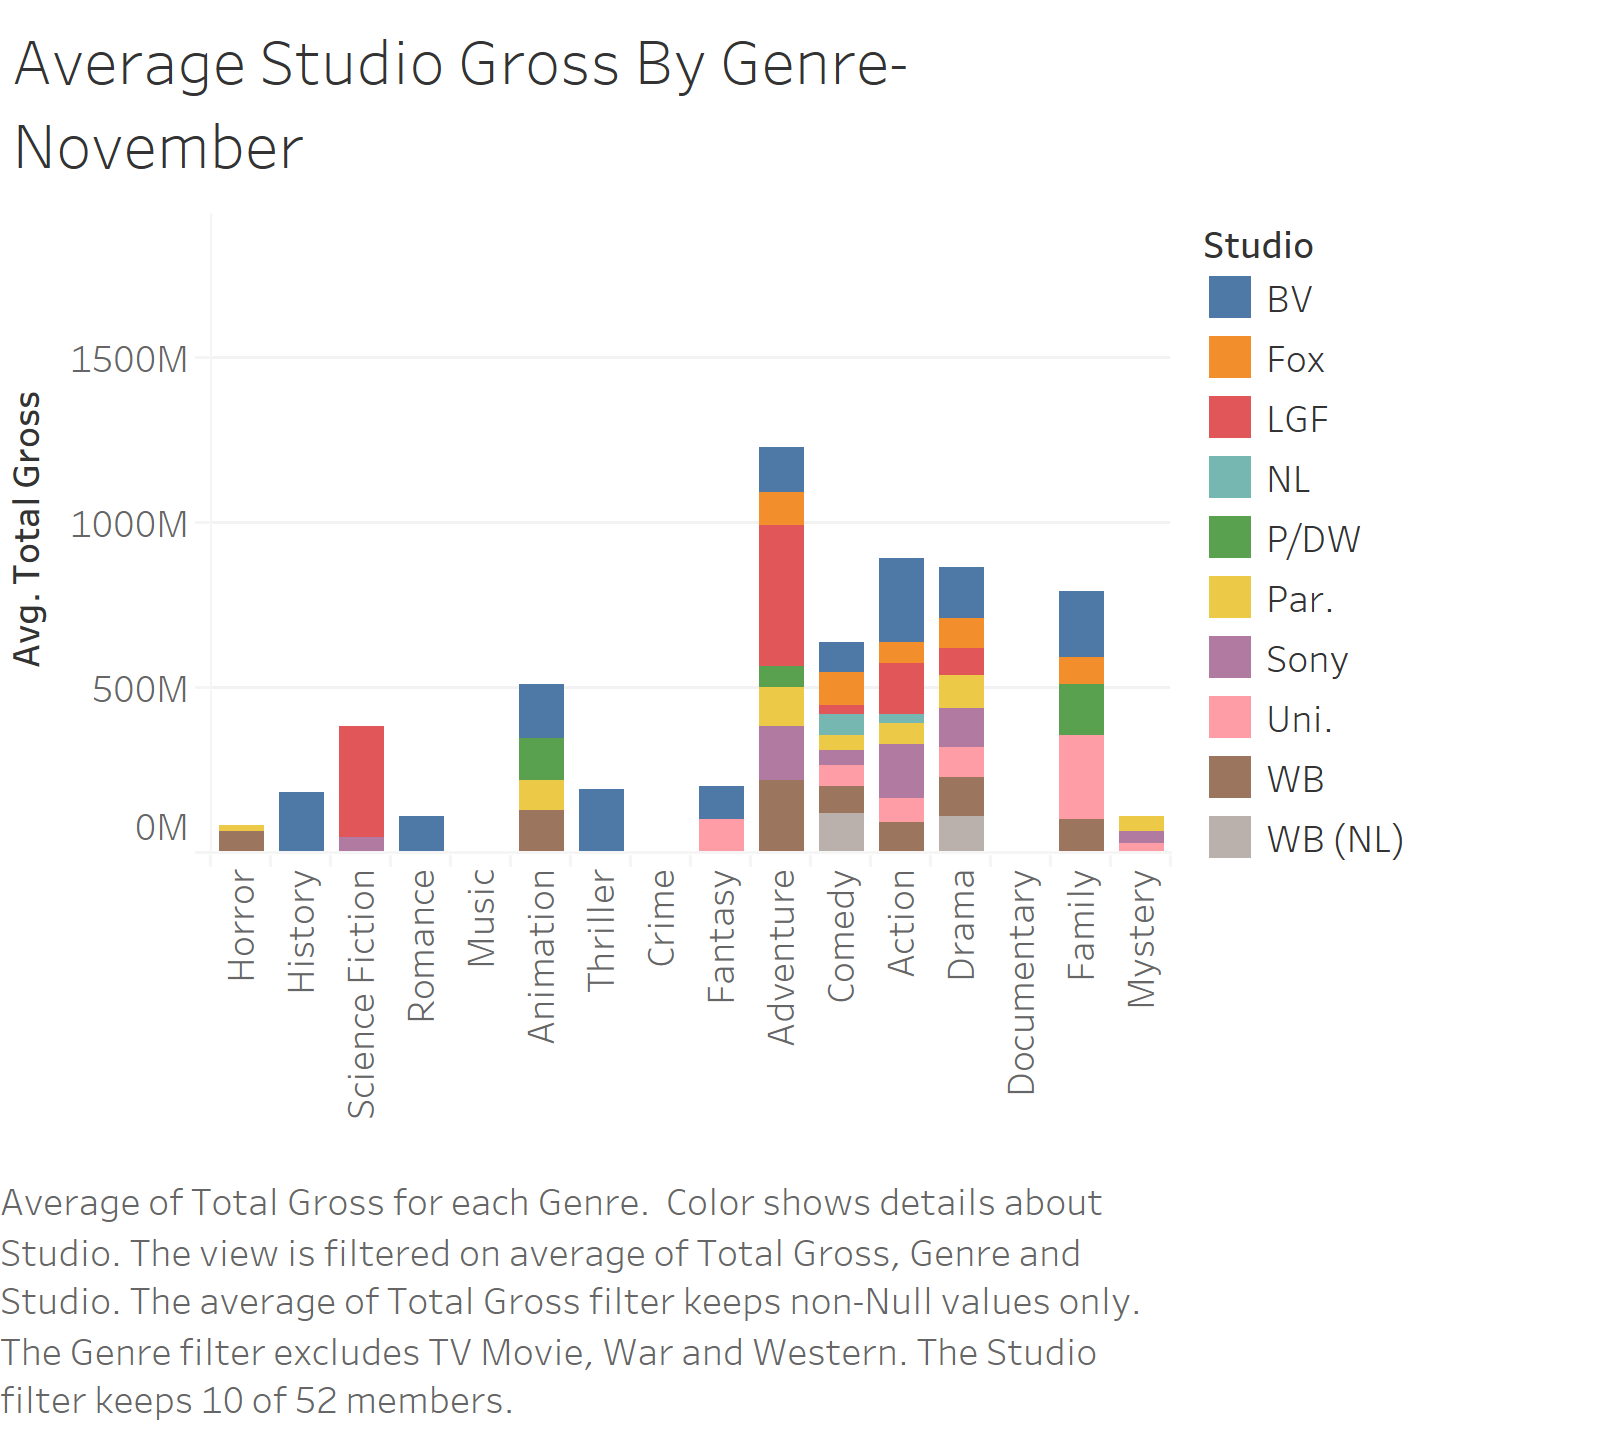 Average Studio Gross By Genre-
November
Avg. Total Gross
1500M
1000M
500M
0M
Horror
History
Science Fiction
Romance
Music
Animation
Thriller
Crime
Fantasy
Adventure
Comedy
Action
Drama
Documentary
Family
Mystery
Studio
BV
Fox
LGF
NL
P/DW
Par.
Sony
Uni.
WB
WB (NL)
Average of Total Gross for each Genre.  Color shows details about
Studio. The view is filtered on average of Total Gross, Genre and
Studio. The average of Total Gross filter keeps non-Null values only.
The Genre filter excludes TV Movie, War and Western. The Studio
filter keeps 10 of 52 members.